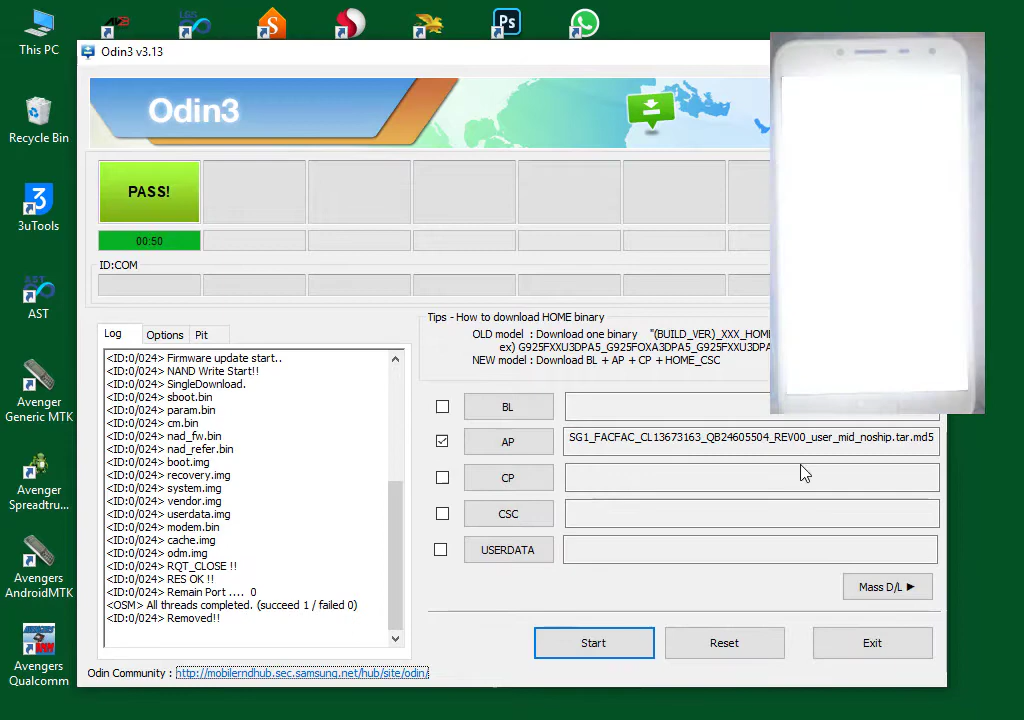 This PC
Ps
Odin3 v3.13
Odin3
Recycle Bin
PASS!
00:50
3
3uTools
ID:COM
AST
Log
Options
Pit
Tips - How to download HOME binary
OLD model : Download one binary "(BUILD_VER)_XXX_HOME
ex) G925FXXU3DPA5_G925FOXA3DPA5_G925FXXU3DPA
NEW model : Download BL + AP + CP + HOME_CSC
<ID:0/024> Firmware update start..
<ID:0/024> NAND Write Start!!
<ID:0/024> SingleDownload.
<ID:0/024> sboot.bin
<ID:0/024> param.bin
<ID:0/024> cm.bin
<ID:0/024> nad_fw.bin
<ID:0/024> nad_refer.bin
<ID:0/024> boot.img
<ID:0/024> recovery.img
<ID:0/024> system.img
<ID:0/024> vendor.img
<ID:0/024> userdata.img
<ID:0/024> modem.bin
<ID:0/024> cache.img
<ID:0/024> odm.img
<ID:0/024> RQT_CLOSE !!
<ID:0/024> RES OK !!
<ID:0/024> Remain Port .... 0
<OSM> All threads completed. (succeed 1 / failed 0)
<ID:0/024> Removed!!
BL
AP
SG1_FACFAC_CL13673163_QB24605504_REV00_user_mid_noship.tar.md5
CP
CSC
USERDATA
Mass D/L
Start
Reset
Exit
Avenger
Generic MTK
Avenger
Spreadtru...
Avengers
AndroidMTK
Avengers
Qualcomm
Odin Community : http://mobilerndhub.sec.samsung.net/hub/site/odin/